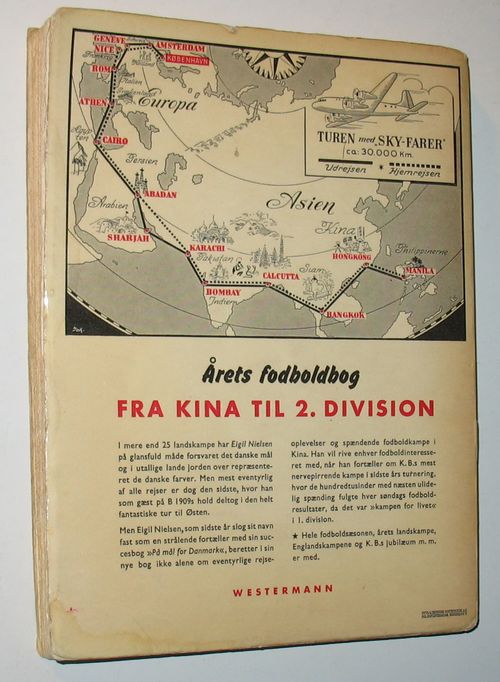 GENÈVE
NICE
AMSTERDAM
KØBENHAVN
ROM
Europa
ATHEN
TUREN med "SKY-FARER"
ca. 30.000 Km.
Udrejsen * Hjemrejsen
CAIRO
Persien
ABADAN
Asien
Arabien
Kina
SHARJAH
KARACHI
Pakistan
HONGKONG
Philippinerne
CALCUTTA
Siam
MANILA
BOMBAY
Indien
BANGKOK
Årets fodboldbog
FRA KINA TIL 2. DIVISION
I mere end 25 landskampe har Eigil Nielsen
på glansfuld måde forsvaret det danske mål
og i utallige lande jorden over repræsente-
ret de danske farver. Men mest eventyrlig
af alle rejser er dog den sidste, hvor han
som gæst på B 1909s hold deltog i den helt
fantastiske tur til Østen.
Men Eigil Nielsen, som sidste år slog sit navn
fast som en strålende fortæller med sin suc-
cesbog »På mål for Danmark«, beretter i sin
nye bog ikke alene om eventyrlige rejse-
oplevelser og spændende fodboldkampe i
Kina. Han vil rive enhver fodboldinteresse-
ret med, når han fortæller om K.B.s mest
nervepirrende kamp i sidste års turnering,
hvor de hundredtusinder med næsten ulide-
lig spænding fulgte hver søndags fodbold-
resultater, da det var »kampen for livet«
i 1. division.
★ Hele fodboldsæsonen, årets landskampe,
Englandskampene og K.B.s jubilæum m. m.
er med.
WESTERMANN